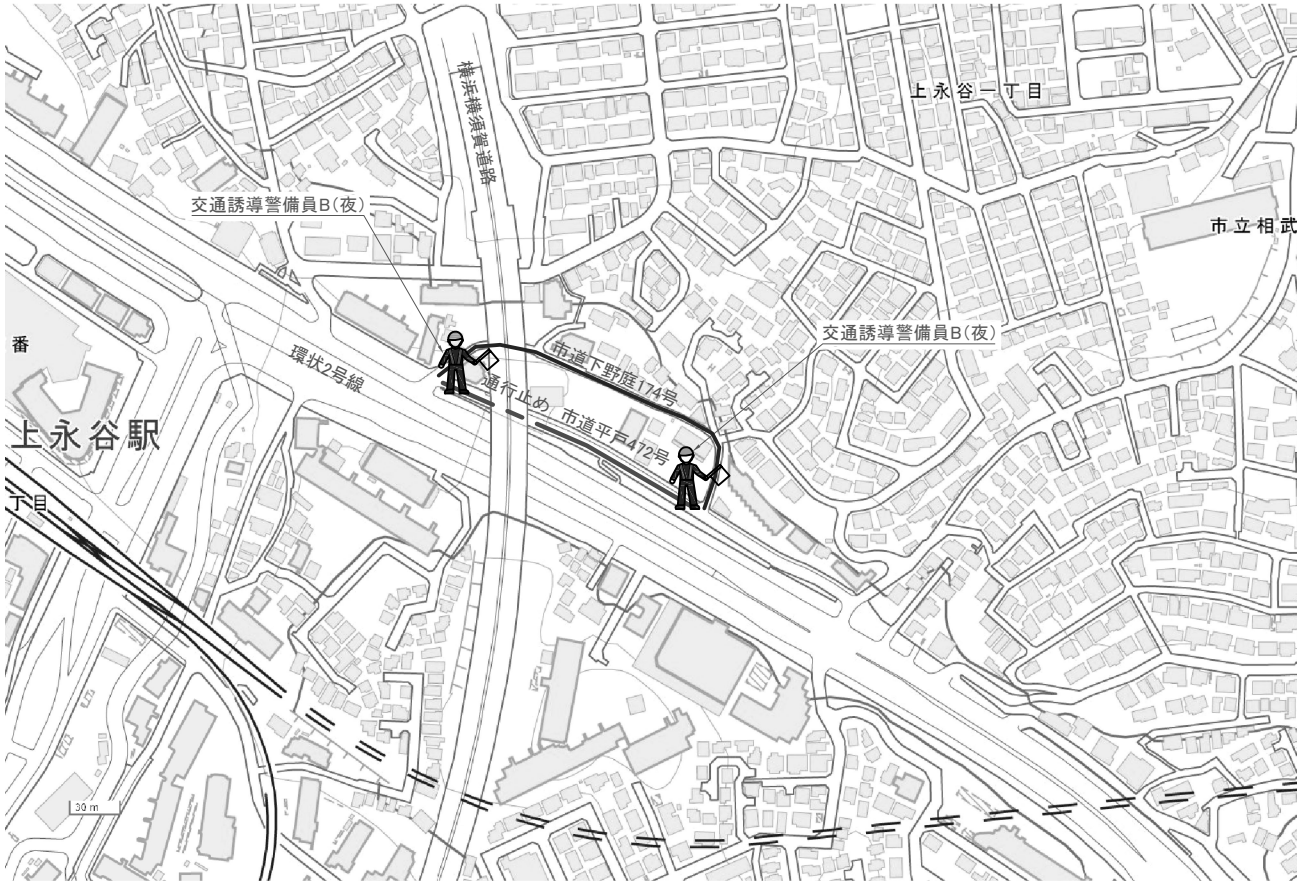 横浜横須賀道路
上永谷一丁目
交通誘導警備員B(夜)
市立相武
交通誘導警備員B(夜)
番
環状2号線
市道下野庭174号
通行止め
市道平戸472号
上永谷駅
丁目
30 m